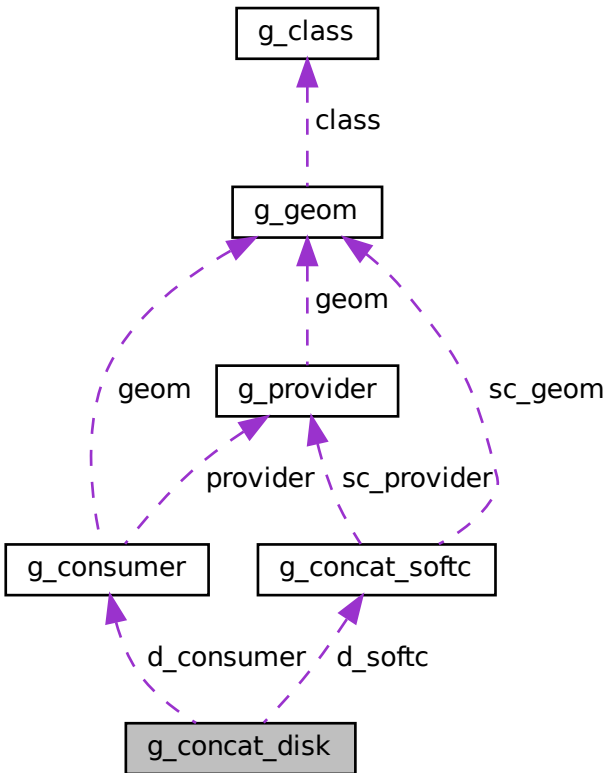 g_class
class
g_geom
geom
g_provider
geom
sc_geom
provider
sc_provider
g_consumer
g_concat_softc
d_consumer
d_softc
g_concat_disk